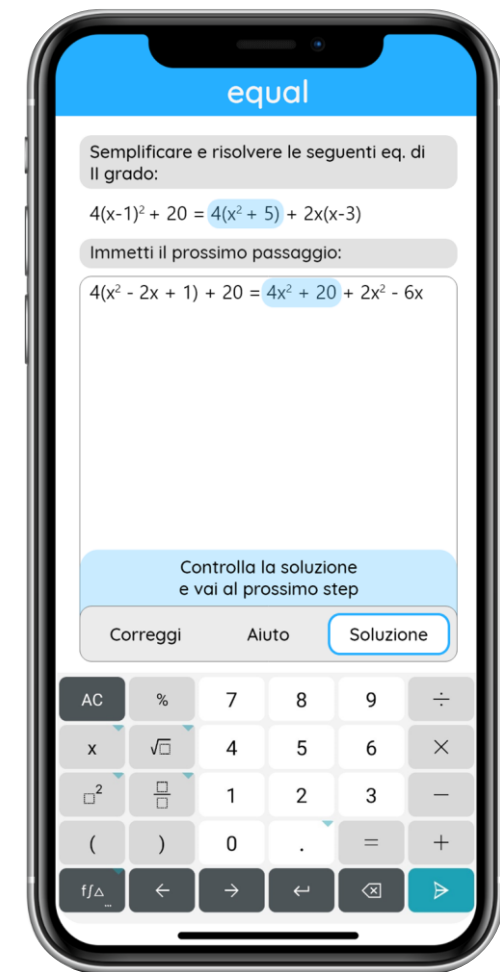 equal
Semplificare e risolvere le seguenti eq. di
II grado:
4(x-1)² + 20 = 4(x² + 5) + 2x(x-3)
Immetti il prossimo passaggio:
4(x² - 2x + 1) + 20 = 4x² + 20 + 2x² - 6x
Controlla la soluzione
e vai al prossimo step
Correggi Aiuto Soluzione
AC % 7 8 9 ÷
x √□ 4 5 6 ×
□² □/□ 1 2 3 −
( ) 0 . = +
f∫△ ... ← → ↵ ⌫